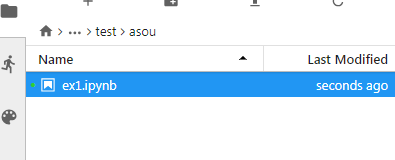 ... > test > asou
Name Last Modified
ex1.ipynb seconds ago